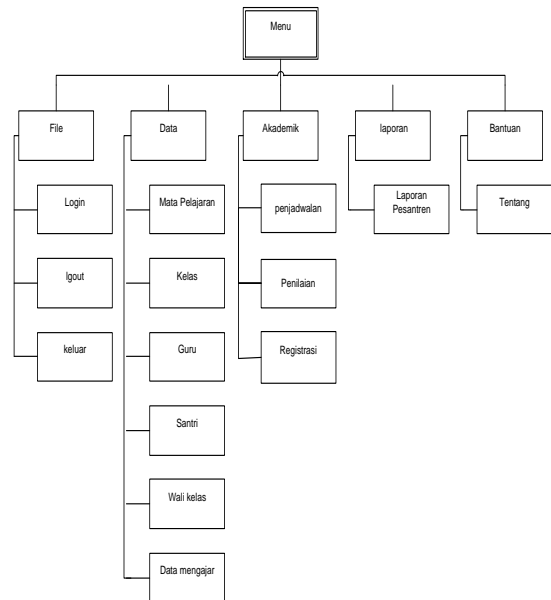 Menu
File
Data
Akademik
laporan
Bantuan
Login
Mata Pelajaran
penjadwalan
Laporan
Pesantren
Tentang
lgout
Kelas
Penilaian
keluar
Guru
Registrasi
Santri
Wali kelas
Data mengajar